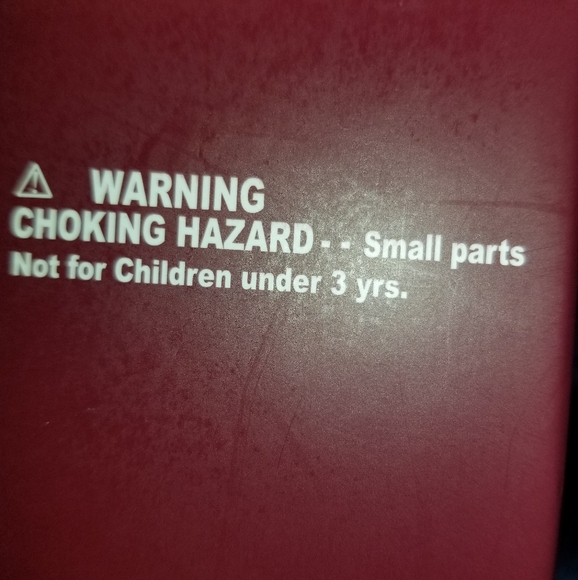 ⚠ WARNING
CHOKING HAZARD - - Small parts
Not for Children under 3 yrs.